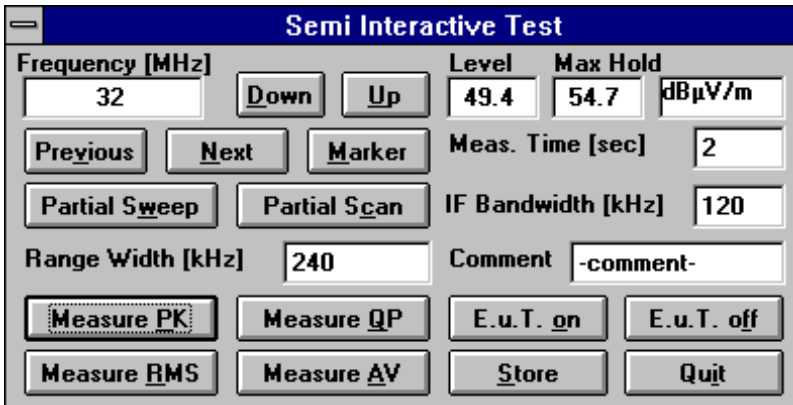 Semi Interactive Test
Frequency [MHz] Level Max Hold
32 Down Up 49.4 54.7 dBµV/m
Previous Next Marker Meas. Time [sec] 2
Partial Sweep Partial Scan IF Bandwidth [kHz] 120
Range Width [kHz] 240 Comment -comment-
Measure PK Measure QP E.u.T. on E.u.T. off
Measure RMS Measure AV Store Quit